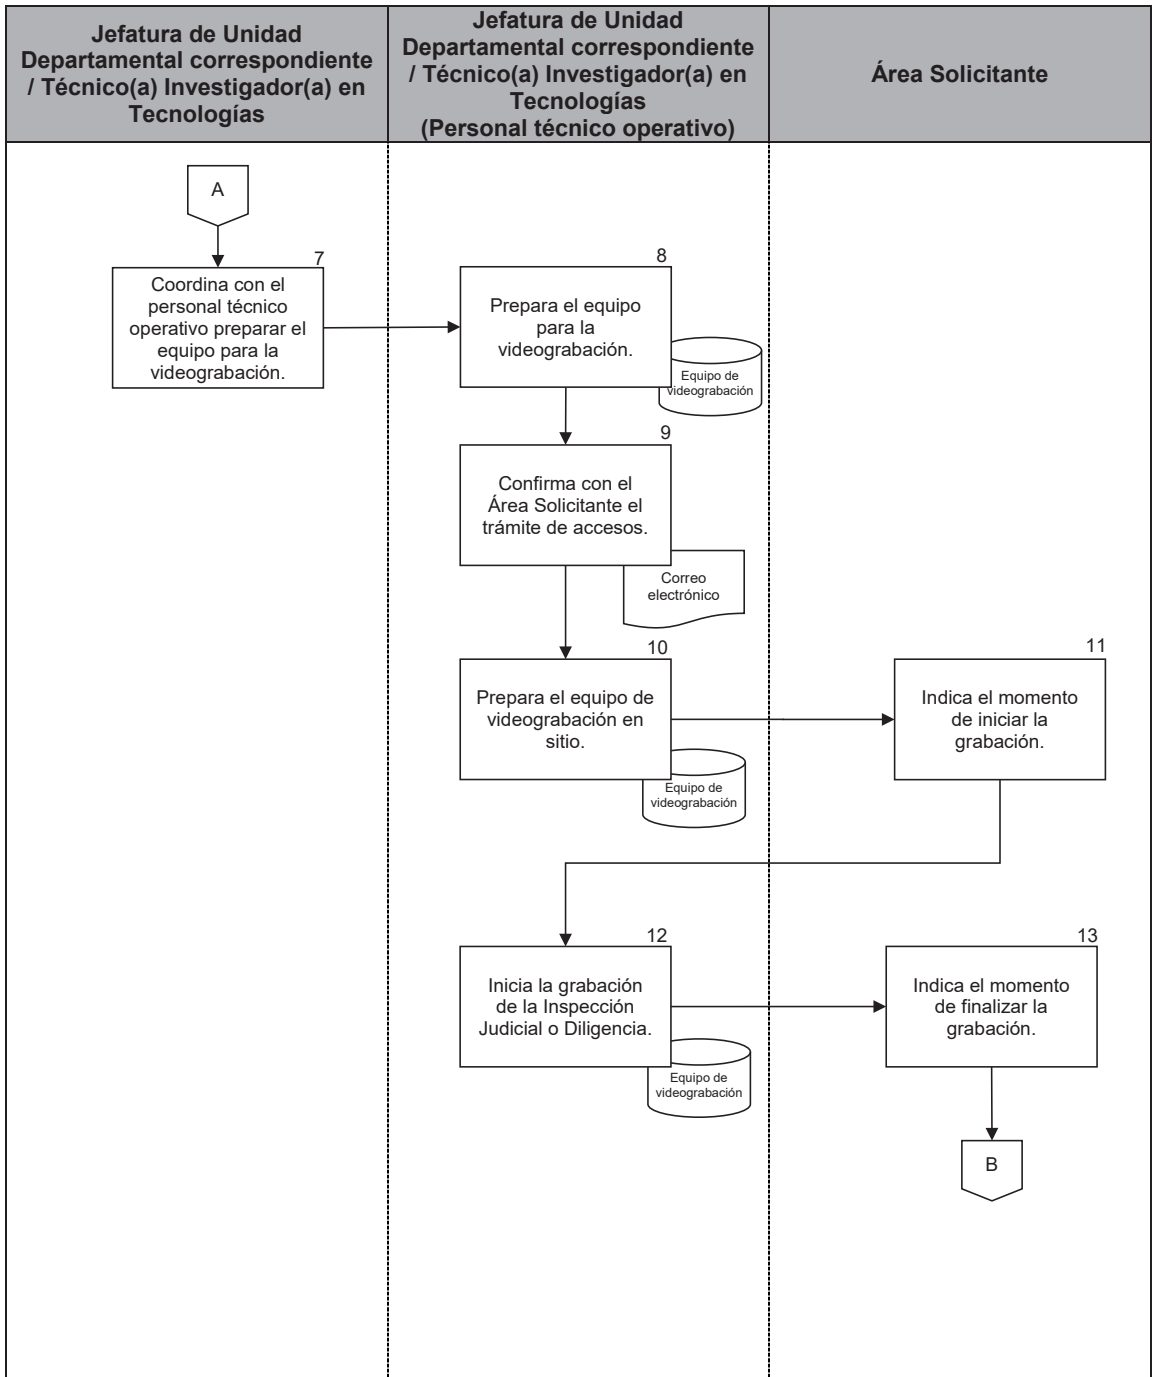 Jefatura de Unidad
Departamental correspondiente
/ Técnico(a) Investigador(a) en
Tecnologías
Jefatura de Unidad
Departamental correspondiente
/ Técnico(a) Investigador(a) en
Tecnologías
(Personal técnico operativo)
Área Solicitante
A
7
Coordina con el
personal técnico
operativo preparar el
equipo para la
videograbación.
8
Prepara el equipo
para la
videograbación.
Equipo de
videograbación
9
Confirma con el
Área Solicitante el
trámite de accesos.
Correo
electrónico
10
Prepara el equipo de
videograbación en
sitio.
Equipo de
videograbación
11
Indica el momento
de iniciar la
grabación.
12
Inicia la grabación
de la Inspección
Judicial o Diligencia.
Equipo de
videograbación
13
Indica el momento
de finalizar la
grabación.
B